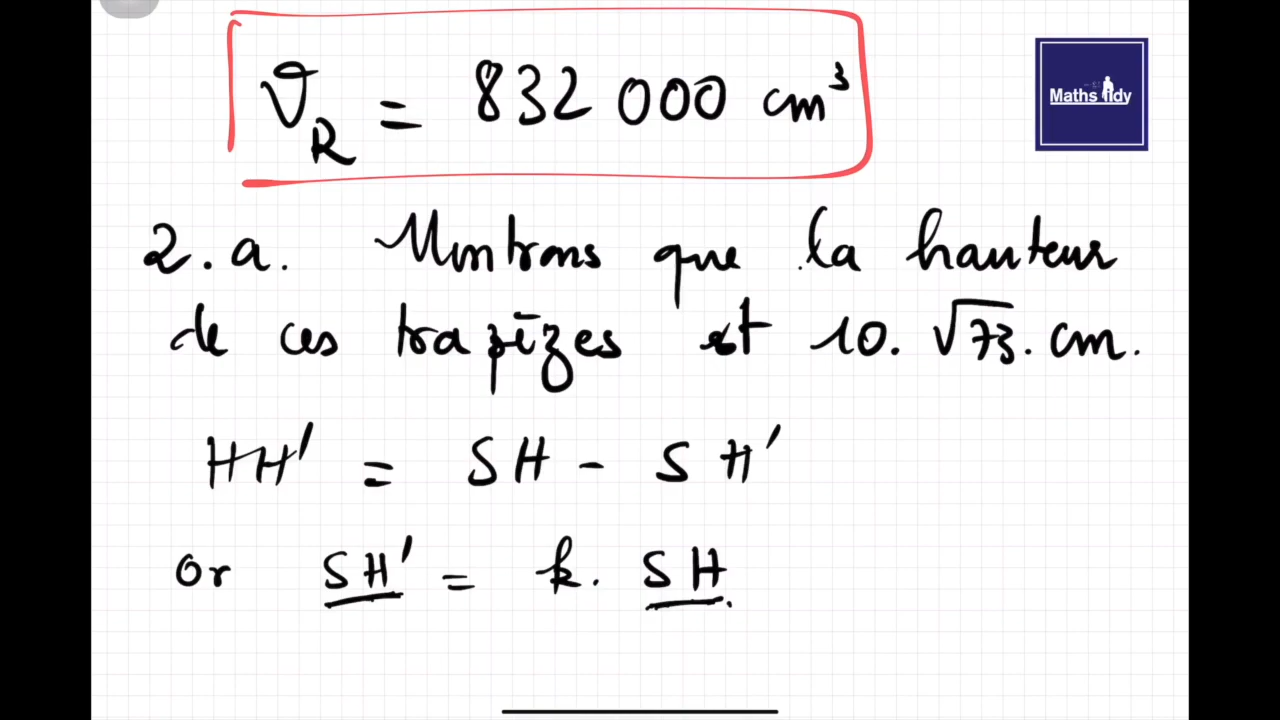 V_R = 832 000 cm³
Maths Tidy
2.a. Montrons que la hauteur
de ces trapèzes est 10.√73.cm.
HH' = SH - SH'
Or SH' = k. SH.